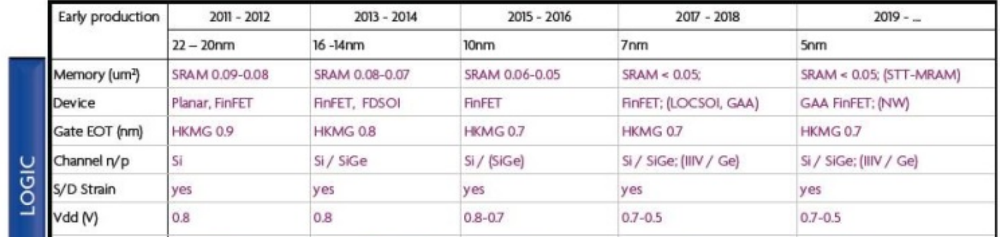 Early production 2011 - 2012 2013 - 2014 2015 - 2016 2017 - 2018 2019 - ...
22 – 20nm 16 -14nm 10nm 7nm 5nm
Memory (um²) SRAM 0.09-0.08 SRAM 0.08-0.07 SRAM 0.06-0.05 SRAM < 0.05; SRAM < 0.05; (STT-MRAM)
Device Planar, FinFET FinFET, FDSOI FinFET FinFET; (LOCSOI, GAA) GAA FinFET; (NW)
Gate EOT (nm) HKMG 0.9 HKMG 0.8 HKMG 0.7 HKMG 0.7 HKMG 0.7
Channel n/p Si Si / SiGe Si / (SiGe) Si / SiGe; (IIIV / Ge) Si / SiGe; (IIIV / Ge)
S/D Strain yes yes yes yes yes
Vdd (V) 0.8 0.8 0.8-0.7 0.7-0.5 0.7-0.5
LOGIC